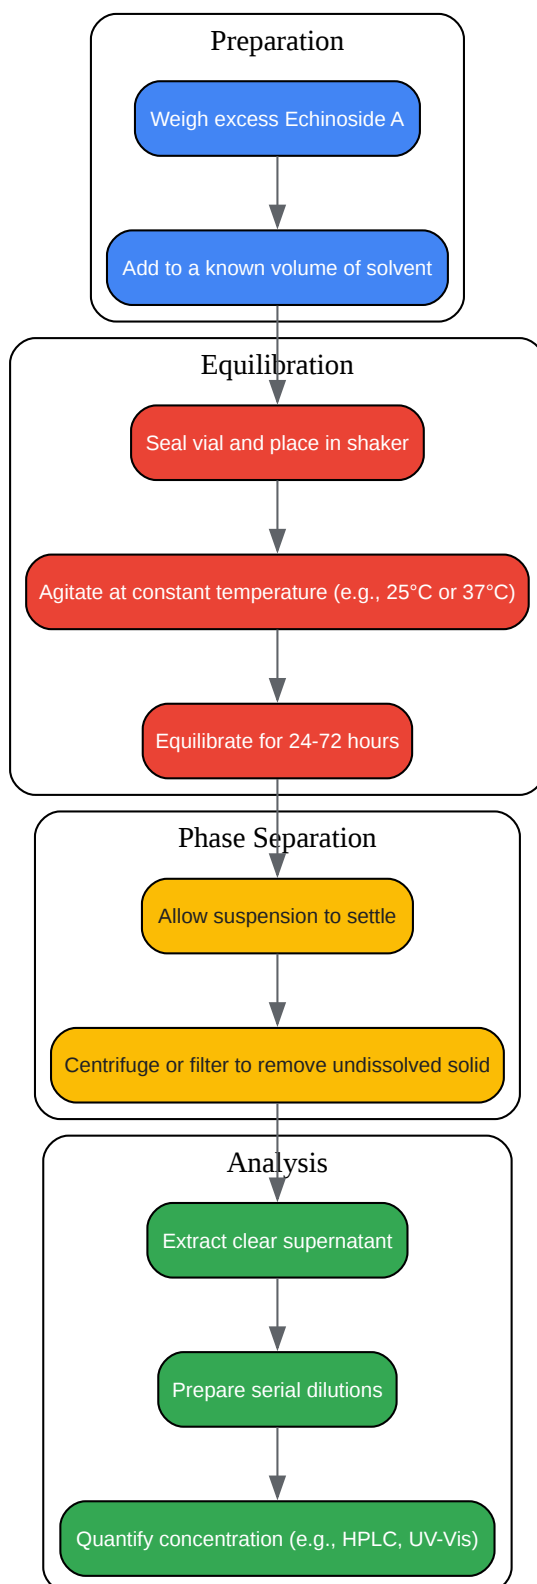 Preparation
Weigh excess Echinoside A
Add to a known volume of solvent
Equilibration
Seal vial and place in shaker
Agitate at constant temperature (e.g., 25°C or 37°C)
Equilibrate for 24-72 hours
Phase Separation
Allow suspension to settle
Centrifuge or filter to remove undissolved solid
Analysis
Extract clear supernatant
Prepare serial dilutions
Quantify concentration (e.g., HPLC, UV-Vis)